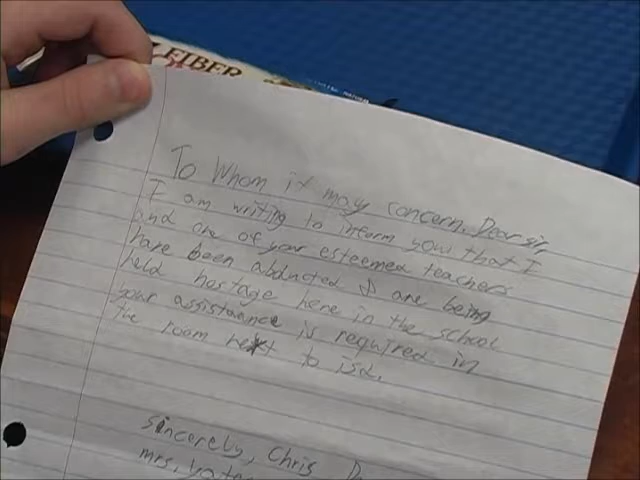 FIBER
To Whom it may concern. Dear sir,
I am writing to inform you that I
and one of your esteemed teachers
have been abducted & are being
held hostage here in the school
your assistance is required in
the room next to isd.
sincerely, Chris
mrs.